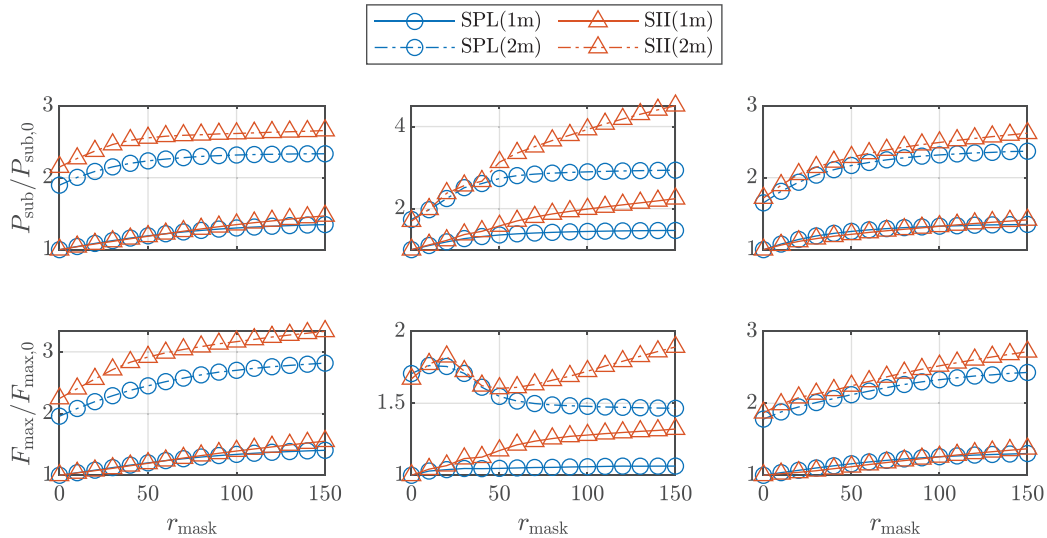 SPL(1m) SII(1m)
SPL(2m) SII(2m)
P_sub/P_sub,0
3
2
1
4
2
3
2
1
F_max/F_max,0
3
2
1
0 50 100 150
2
1.5
1
0 50 100 150
3
2
1
0 50 100 150
r_mask r_mask r_mask